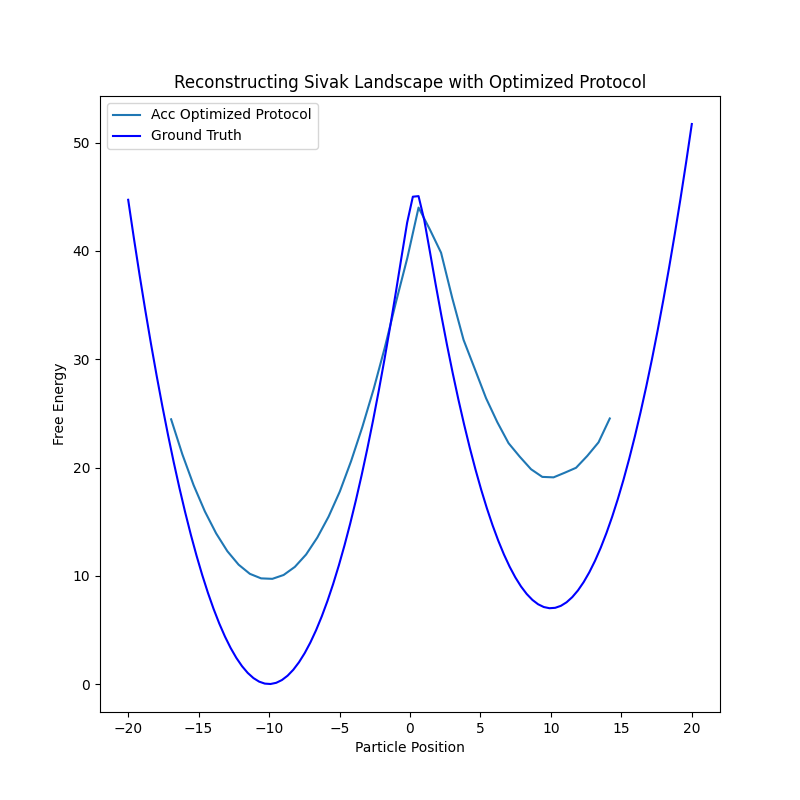 Reconstructing Sivak Landscape with Optimized Protocol
Acc Optimized Protocol
Ground Truth
50
40
30
20
10
0
Free Energy
−20 −15 −10 −5 0 5 10 15 20
Particle Position